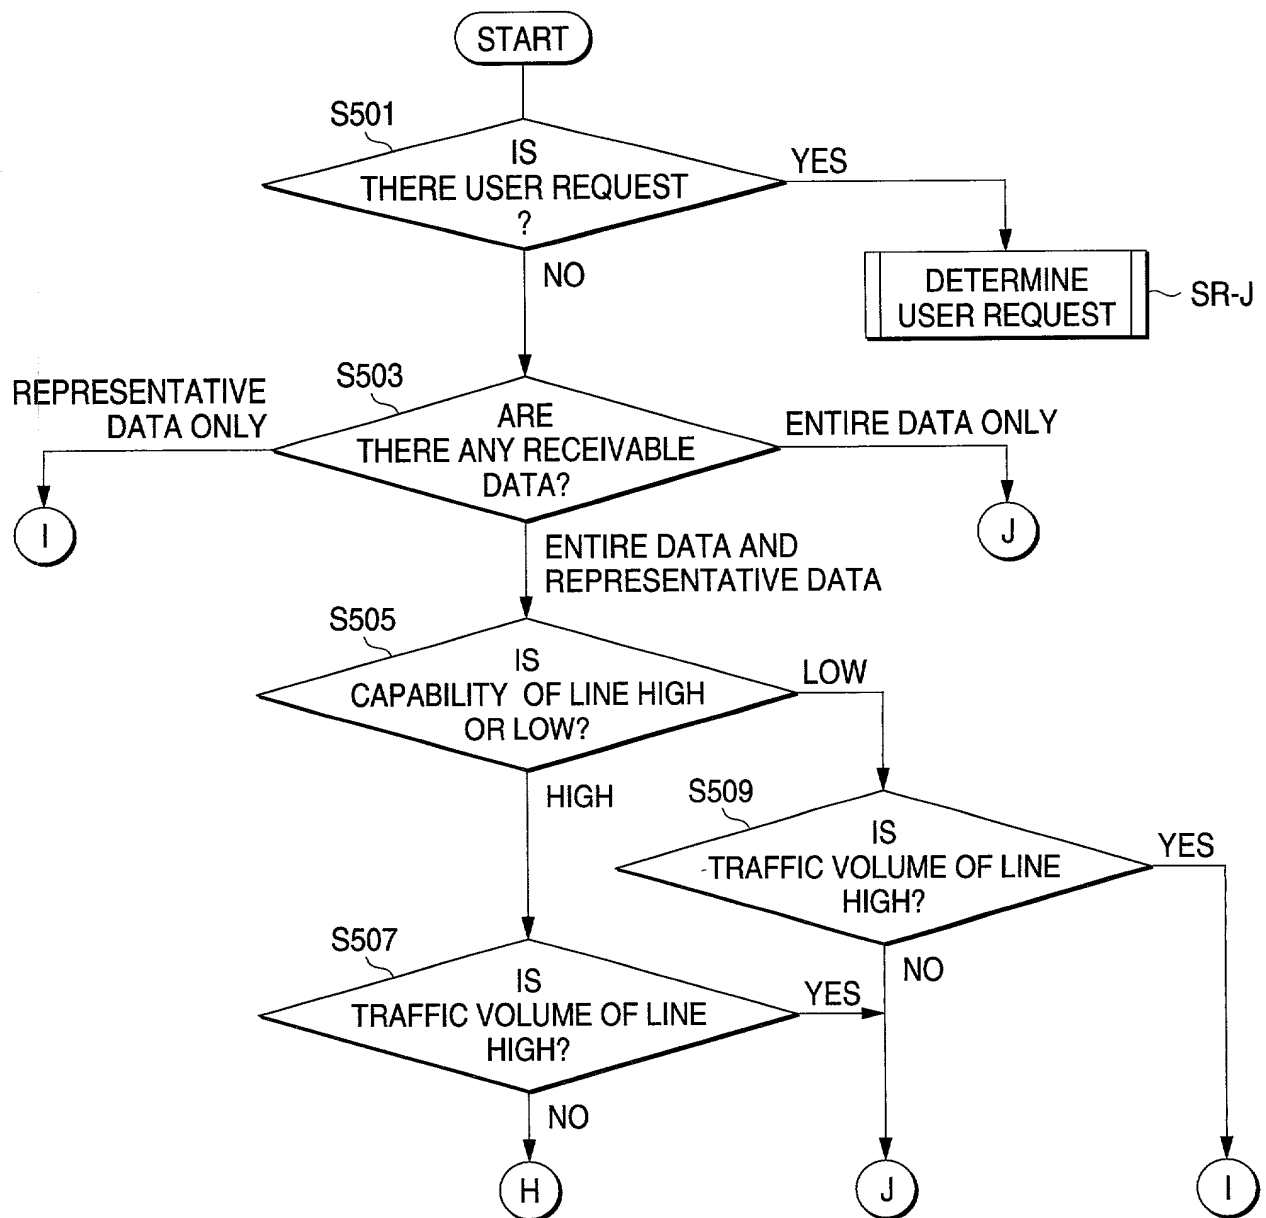 START
S501
IS
THERE USER REQUEST
?
YES
NO
DETERMINE
USER REQUEST
SR-J
S503
REPRESENTATIVE
DATA ONLY
ARE
THERE ANY RECEIVABLE
DATA?
ENTIRE DATA ONLY
I
J
ENTIRE DATA AND
REPRESENTATIVE DATA
S505
IS
CAPABILITY OF LINE HIGH
OR LOW?
LOW
HIGH
S509
IS
TRAFFIC VOLUME OF LINE
HIGH?
YES
NO
S507
IS
TRAFFIC VOLUME OF LINE
HIGH?
YES
NO
H
J
I